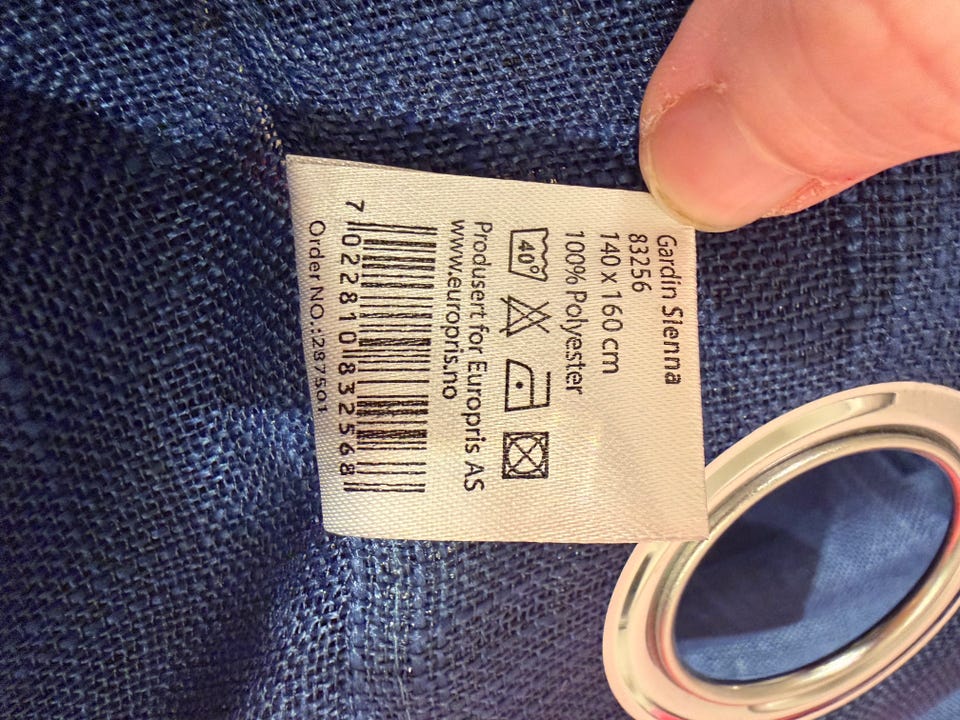 Gardin Sienna
83256
140 x 160 cm
100% Polyester
40°
Produsert for Europris AS
www.europris.no
7 022810 832568
Order NO.:287501